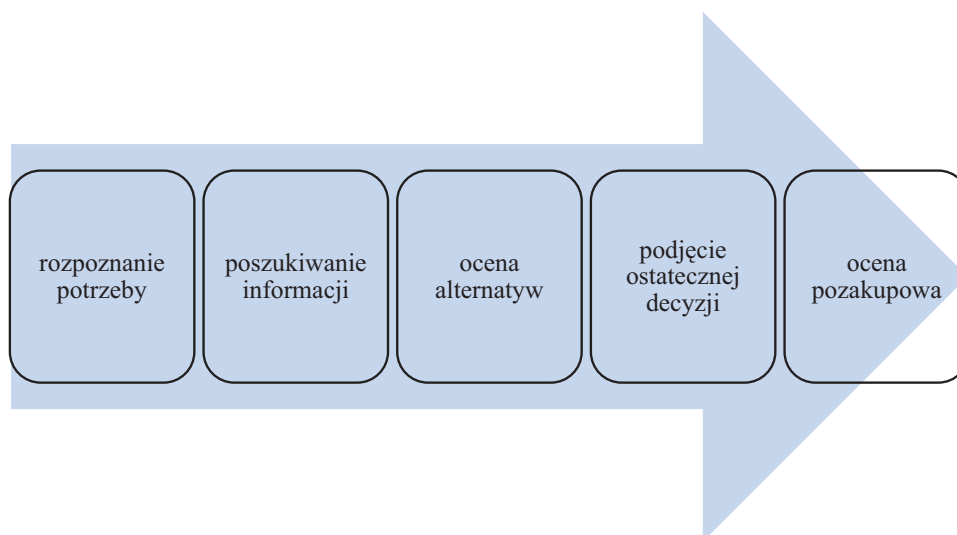 rozpoznanie
potrzeby
poszukiwanie
informacji
ocena
alternatyw
podjęcie
ostatecznej
decyzji
ocena
pozakupowa